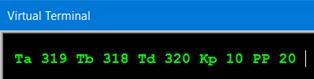 Virtual Terminal
Ta 319 Tb 318 Td 320 Kp 10 PP 20